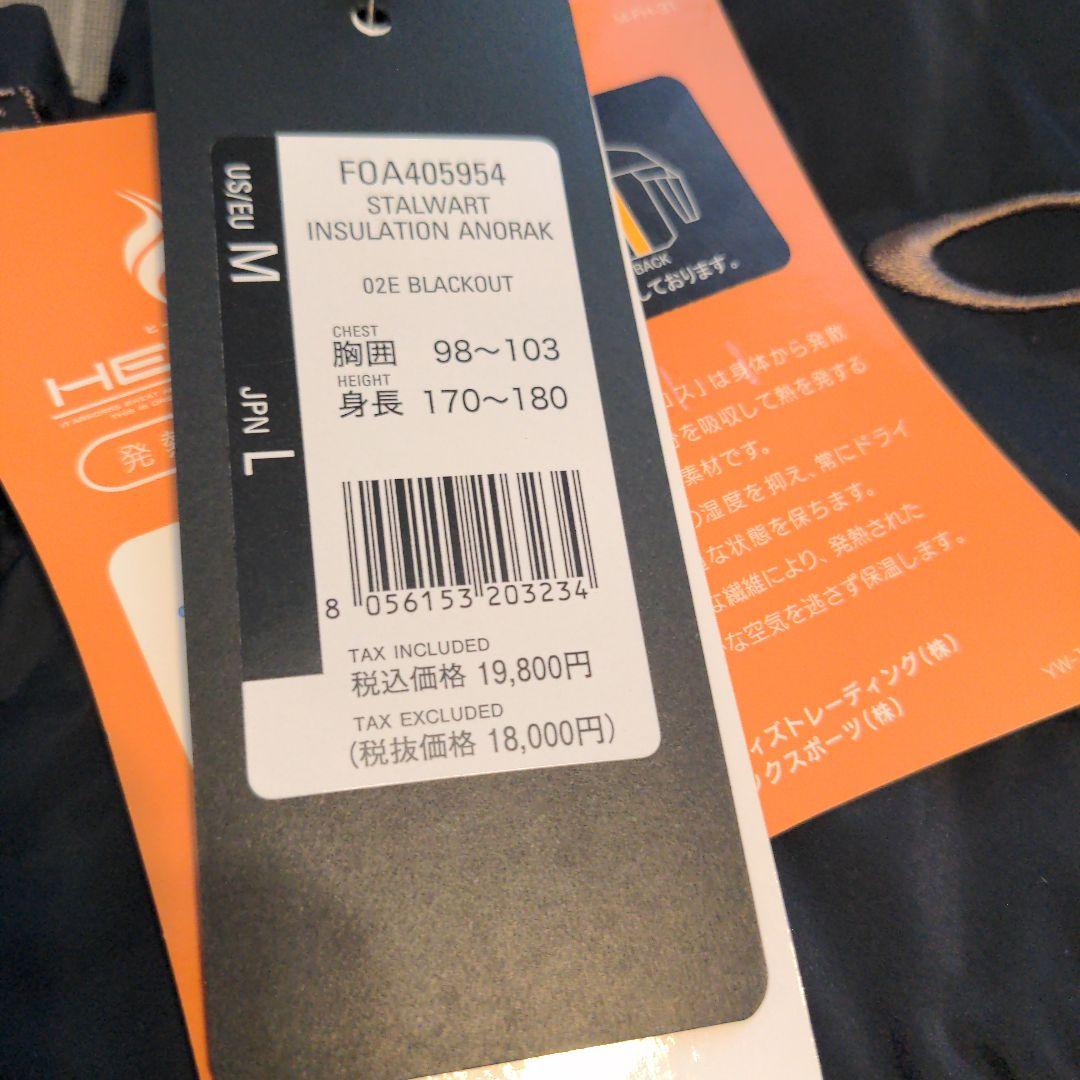 FOA405954
STALWART
INSULATION ANORAK
02E BLACKOUT
US/EU M
JPN L
CHEST
胸囲 98～103
HEIGHT
身長 170～180
8 056153 203234
TAX INCLUDED
税込価格 19,800円
TAX EXCLUDED
(税抜価格 18,000円)
HE
発
BACK
しております。
ス」は身体から発散
を吸収して熱を発する
素材です。
の湿度を抑え、常にドライ
な状態を保ちます。
な繊維により、発熱された
な空気を逃さず保温します。
ィズトレーディング(株)
ックスポーツ(株)
YW-